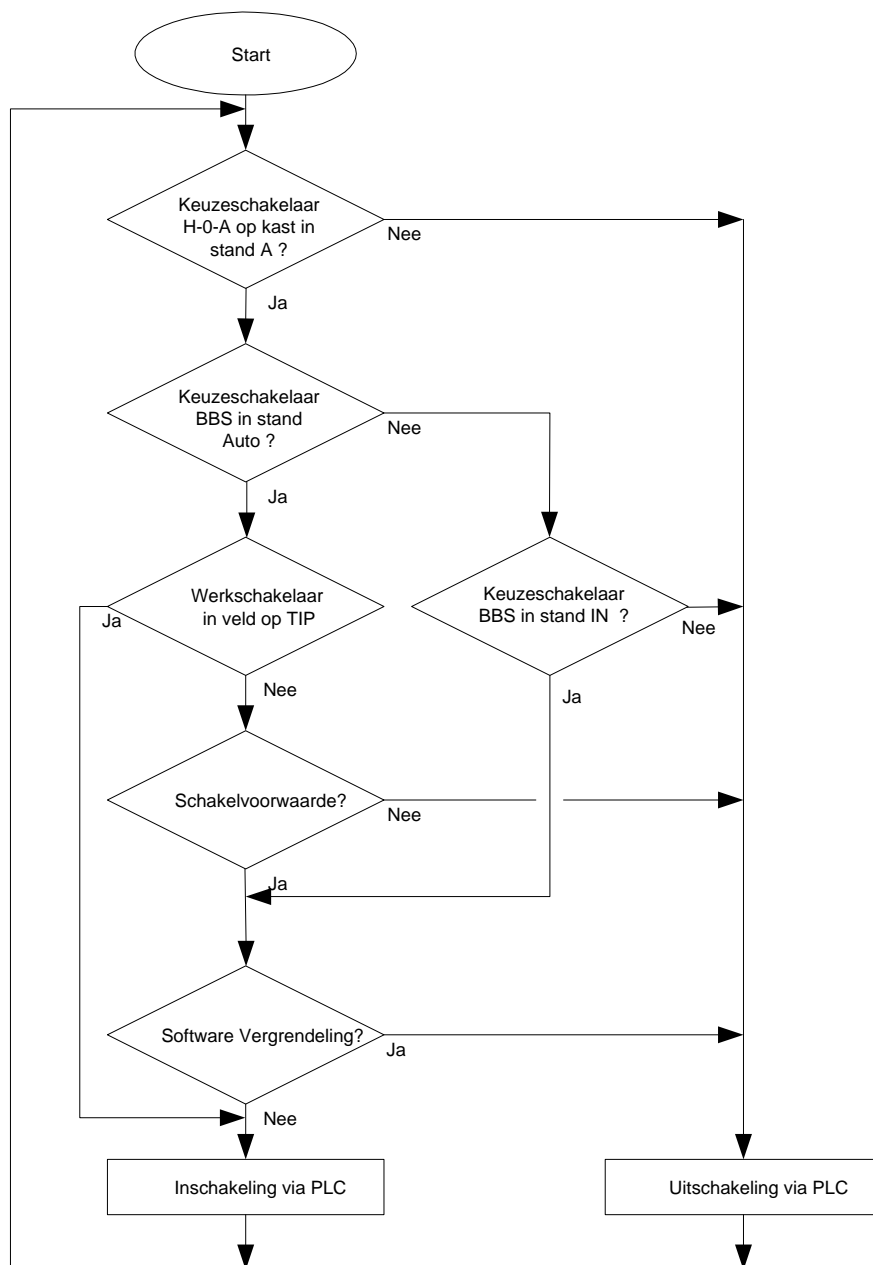 Start
Keuzeschakelaar
H-0-A op kast in
stand A ?
Nee
Ja
Keuzeschakelaar
BBS in stand
Auto ?
Nee
Ja
Werkschakelaar
in veld op TIP
Ja
Nee
Keuzeschakelaar
BBS in stand IN ?
Nee
Ja
Schakelvoorwaarde?
Nee
Ja
Software Vergrendeling?
Ja
Nee
Inschakeling via PLC
Uitschakeling via PLC